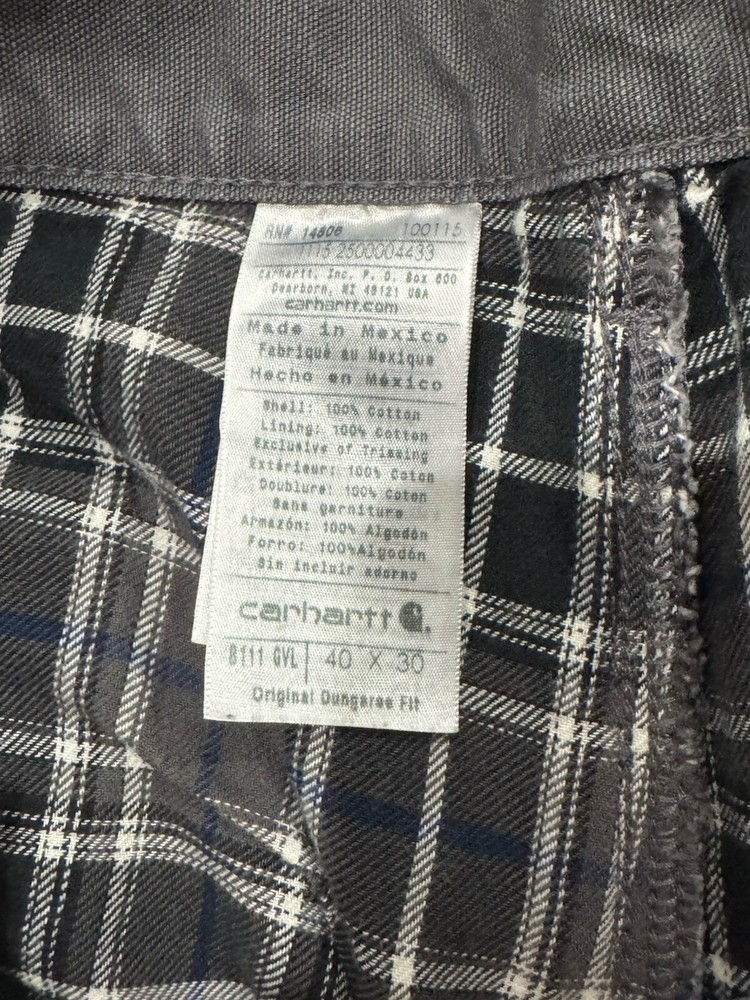 RN# 14806 100115
1115 2500004433
Carhartt, Inc. P. O. Box 600
Dearborn, MI 48121 USA
carhartt.com
Made in Mexico
Fabriqué au Mexique
Hecho en México
Shell: 100% Cotton
Lining: 100% Cotton
Exclusive of Trimming
Extérieur: 100% Coton
Doublure: 100% Coton
Sans garniture
Armazón: 100% Algodón
Forro: 100%Algodón
Sin incluir adorno
carhartt
B111 GVL 40 X 30
Original Dungaree Fit